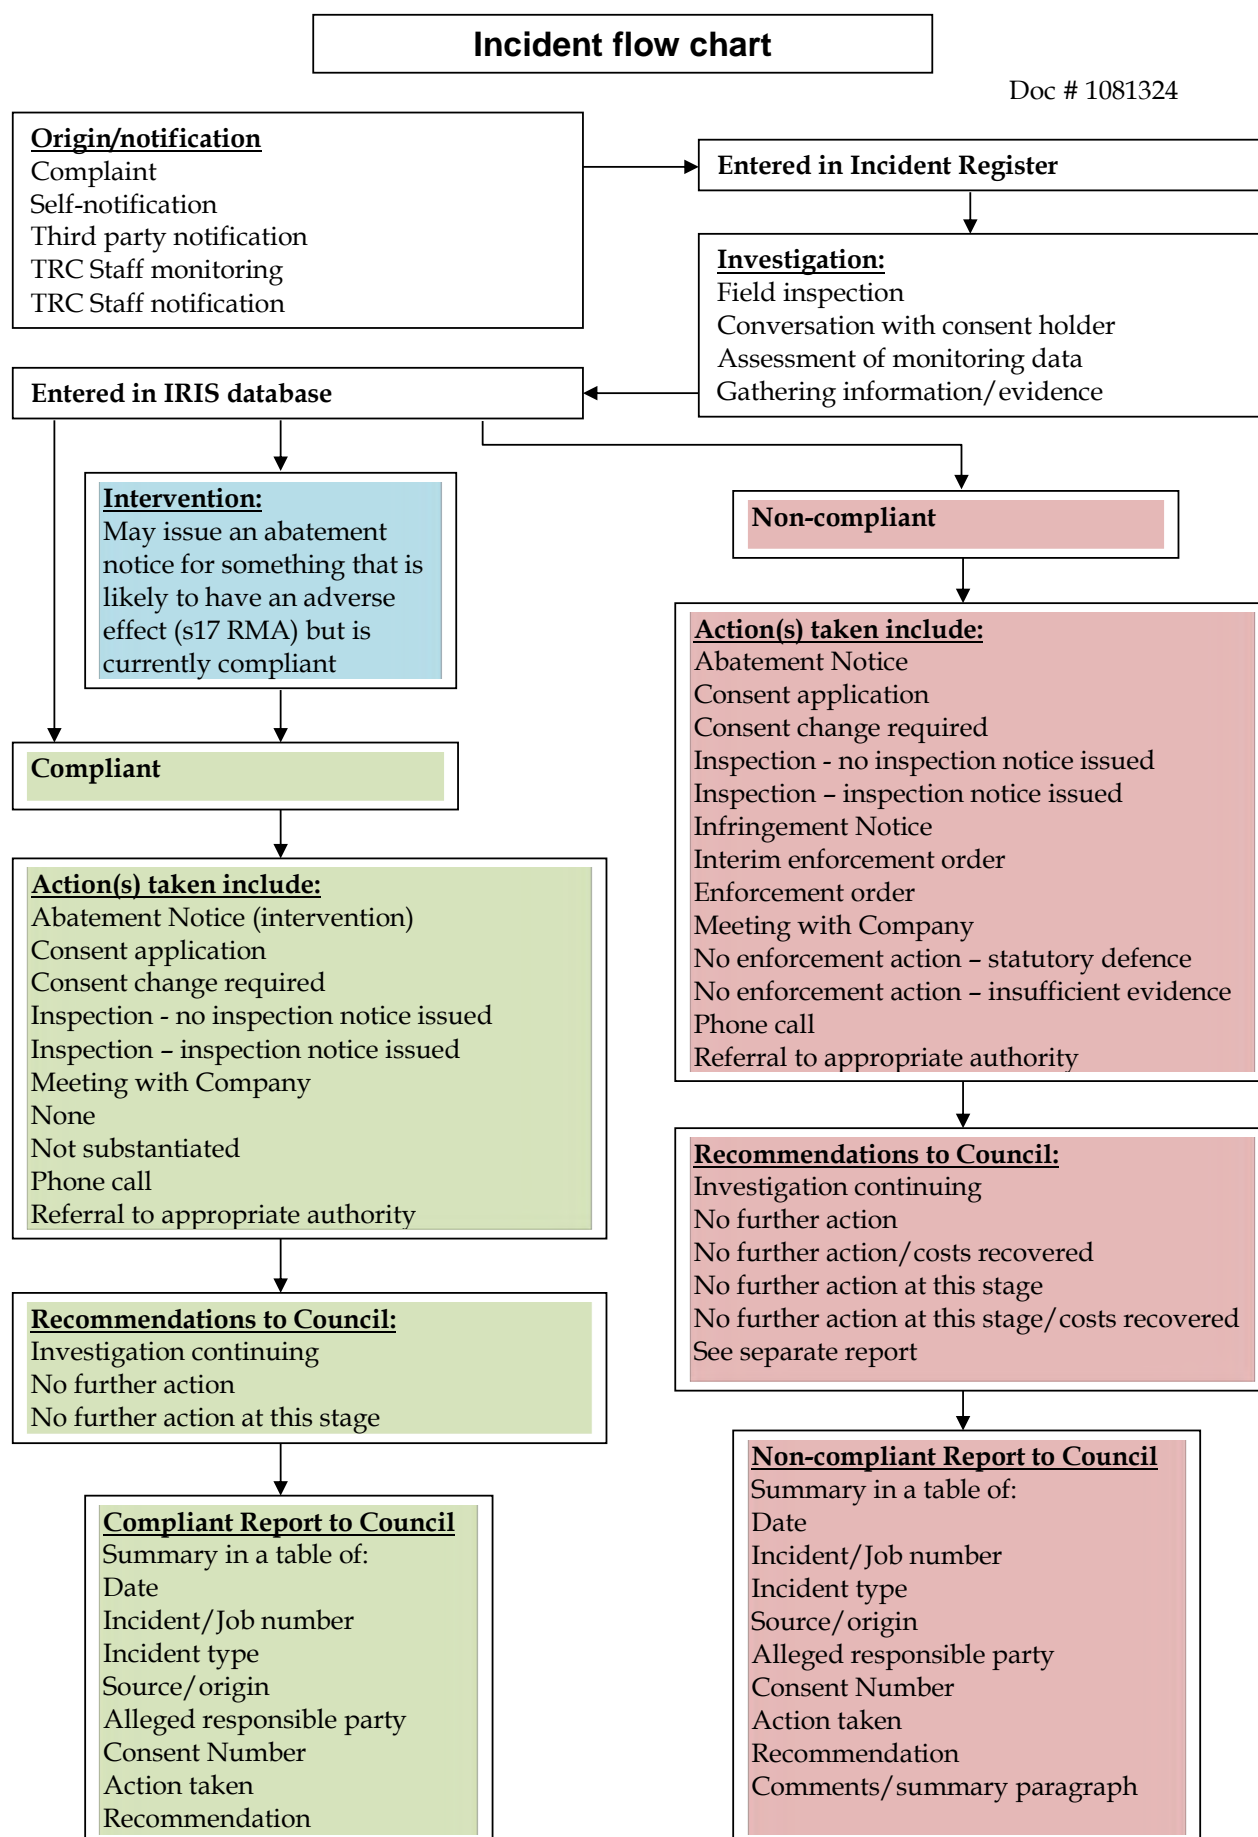 Incident flow chart
Doc # 1081324
Origin/notification
Complaint
Self-notification
Third party notification
TRC Staff monitoring
TRC Staff notification
Entered in Incident Register
Investigation:
Field inspection
Conversation with consent holder
Assessment of monitoring data
Gathering information/evidence
Entered in IRIS database
Intervention:
May issue an abatement
notice for something that is
likely to have an adverse
effect (s17 RMA) but is
currently compliant
Compliant
Action(s) taken include:
Abatement Notice (intervention)
Consent application
Consent change required
Inspection - no inspection notice issued
Inspection – inspection notice issued
Meeting with Company
None
Not substantiated
Phone call
Referral to appropriate authority
Recommendations to Council:
Investigation continuing
No further action
No further action at this stage
Compliant Report to Council
Summary in a table of:
Date
Incident/Job number
Incident type
Source/origin
Alleged responsible party
Consent Number
Action taken
Recommendation
Non-compliant
Action(s) taken include:
Abatement Notice
Consent application
Consent change required
Inspection - no inspection notice issued
Inspection – inspection notice issued
Infringement Notice
Interim enforcement order
Enforcement order
Meeting with Company
No enforcement action – statutory defence
No enforcement action – insufficient evidence
Phone call
Referral to appropriate authority
Recommendations to Council:
Investigation continuing
No further action
No further action/costs recovered
No further action at this stage
No further action at this stage/costs recovered
See separate report
Non-compliant Report to Council
Summary in a table of:
Date
Incident/Job number
Incident type
Source/origin
Alleged responsible party
Consent Number
Action taken
Recommendation
Comments/summary paragraph